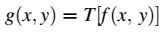 g(x,y) = T[f(x, y)]